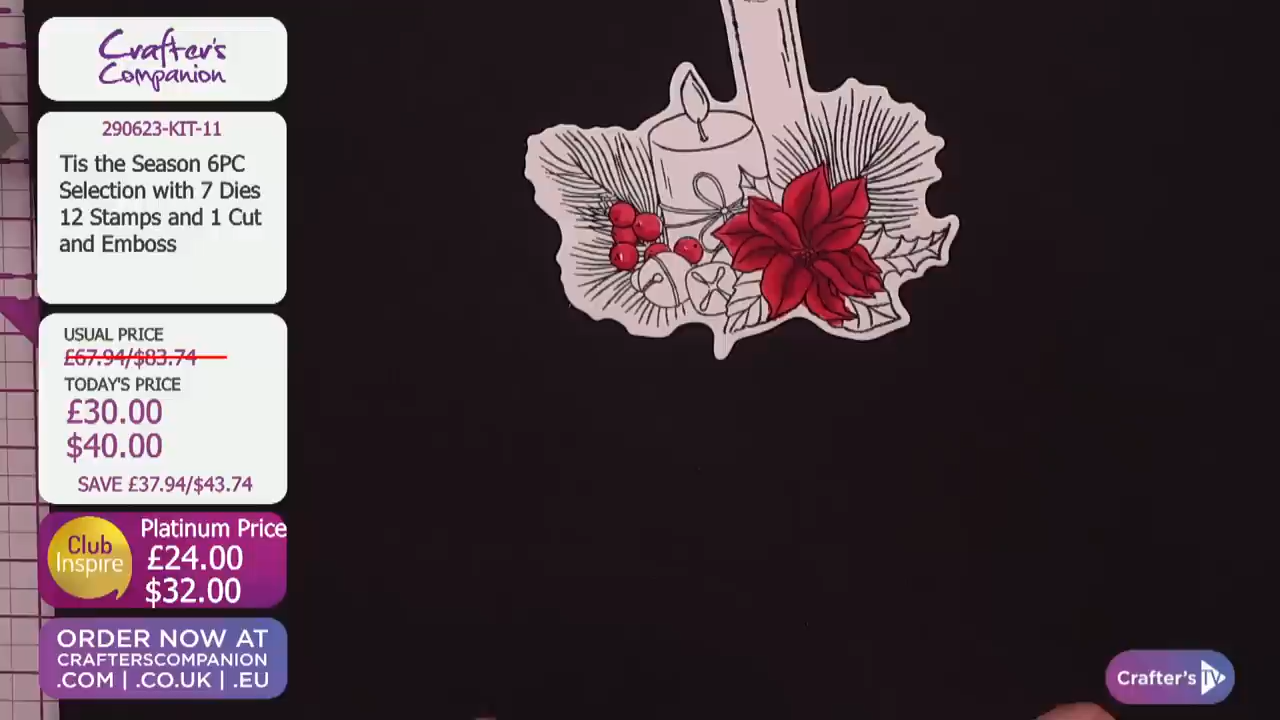 Crafter's
Companion
290623-KIT-11
Tis the Season 6PC
Selection with 7 Dies
12 Stamps and 1 Cut
and Emboss
USUAL PRICE
£67.94/$83.74
TODAY'S PRICE
£30.00
$40.00
SAVE £37.94/$43.74
Club
Inspire
Platinum Price
£24.00
$32.00
ORDER NOW AT
CRAFTERSCOMPANION
.COM | .CO.UK | .EU
Crafter's TV